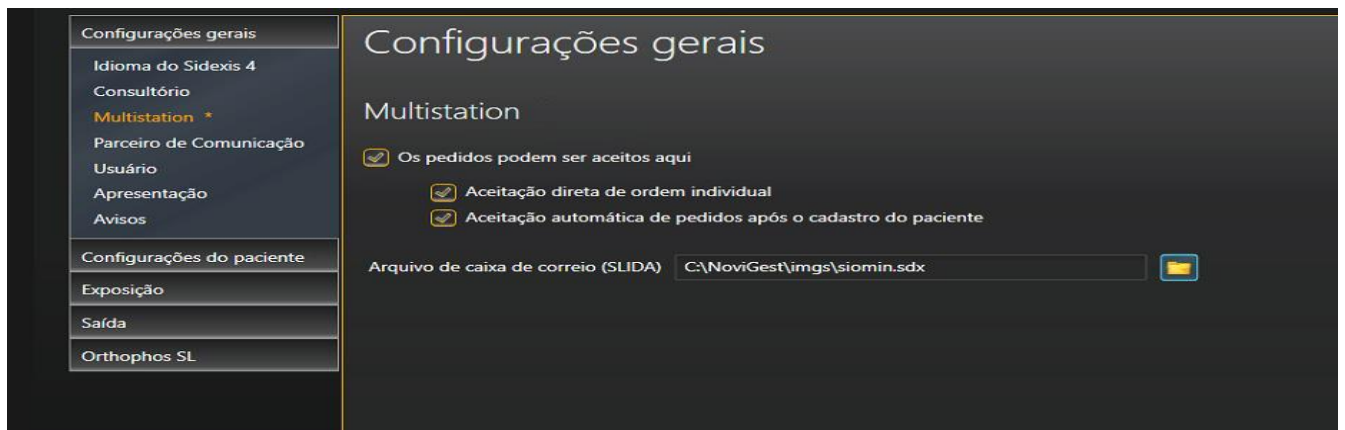 Configurações gerais
Idioma do Sidexis 4
Consultório
Multistation *
Parceiro de Comunicação
Usuário
Apresentação
Avisos
Configurações do paciente
Exposição
Saída
Orthophos SL
Configurações gerais
Multistation
Os pedidos podem ser aceitos aqui
Aceitação direta de ordem individual
Aceitação automática de pedidos após o cadastro do paciente
Arquivo de caixa de correio (SLIDA) C:\NoviGest\imgs\siomin.sdx